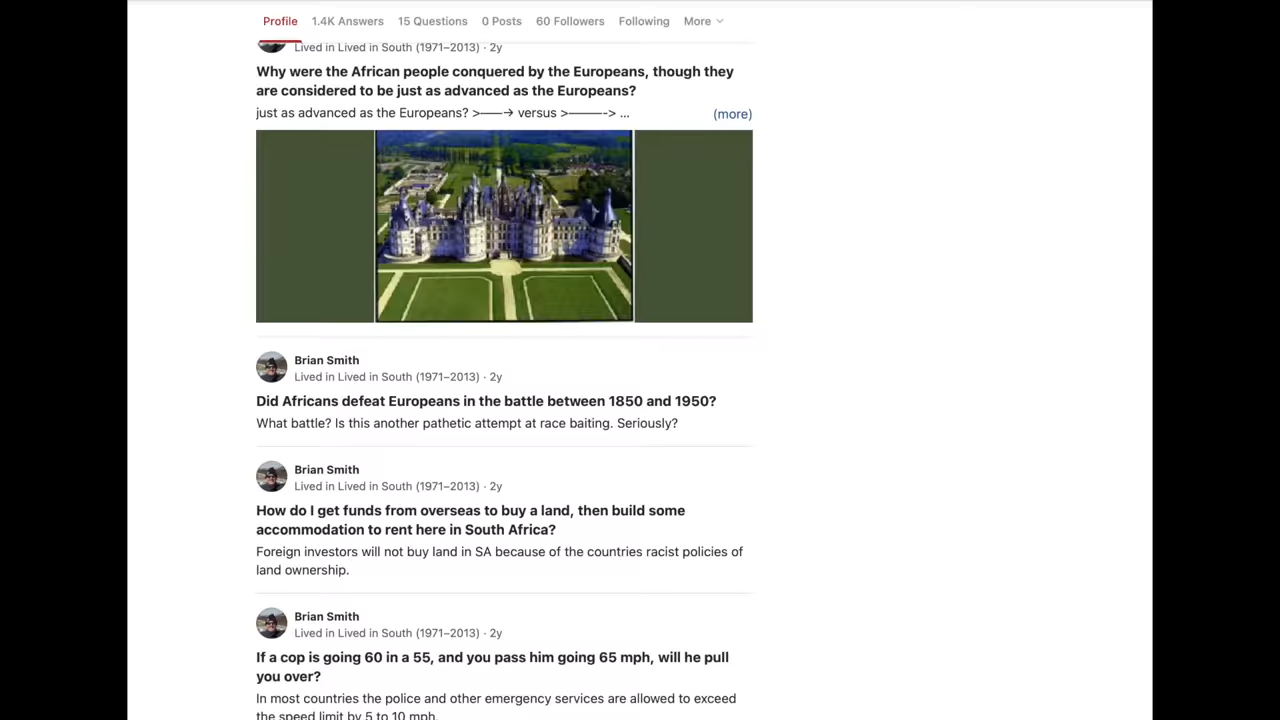 Profile 1.4K Answers 15 Questions 0 Posts 60 Followers Following More
Lived in Lived in South (1971–2013) · 2y
Why were the African people conquered by the Europeans, though they
are considered to be just as advanced as the Europeans?
just as advanced as the Europeans? >——→ versus >———-> ... (more)
Brian Smith
Lived in Lived in South (1971–2013) · 2y
Did Africans defeat Europeans in the battle between 1850 and 1950?
What battle? Is this another pathetic attempt at race baiting. Seriously?
Brian Smith
Lived in Lived in South (1971–2013) · 2y
How do I get funds from overseas to buy a land, then build some
accommodation to rent here in South Africa?
Foreign investors will not buy land in SA because of the countries racist policies of
land ownership.
Brian Smith
Lived in Lived in South (1971–2013) · 2y
If a cop is going 60 in a 55, and you pass him going 65 mph, will he pull
you over?
In most countries the police and other emergency services are allowed to exceed
the speed limit by 5 to 10 mph.